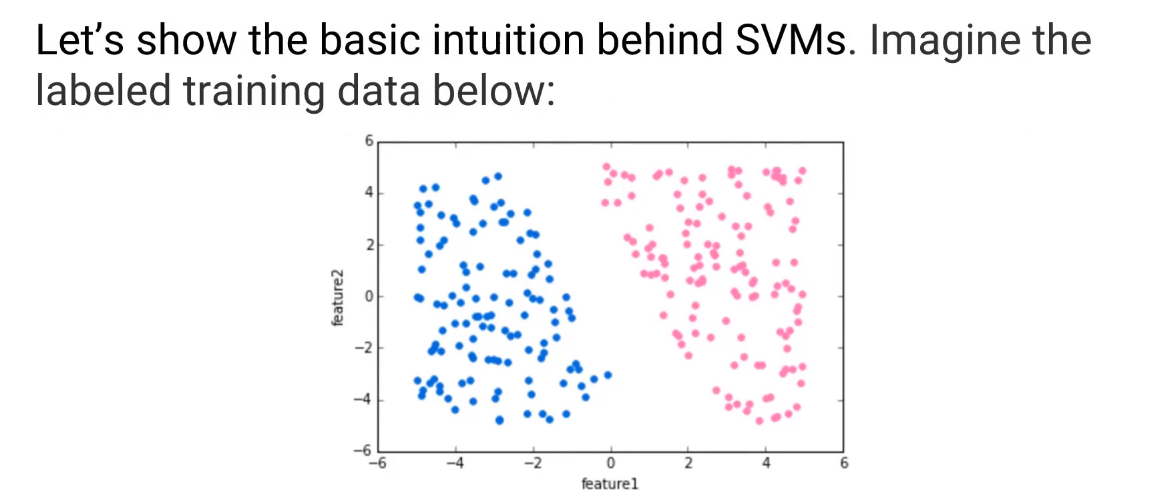 Let's show the basic intuition behind SVMs. Imagine the
labeled training data below:
6
4
2
0
−2
−4
−6
feature2
−6 −4 −2 0 2 4 6
feature1